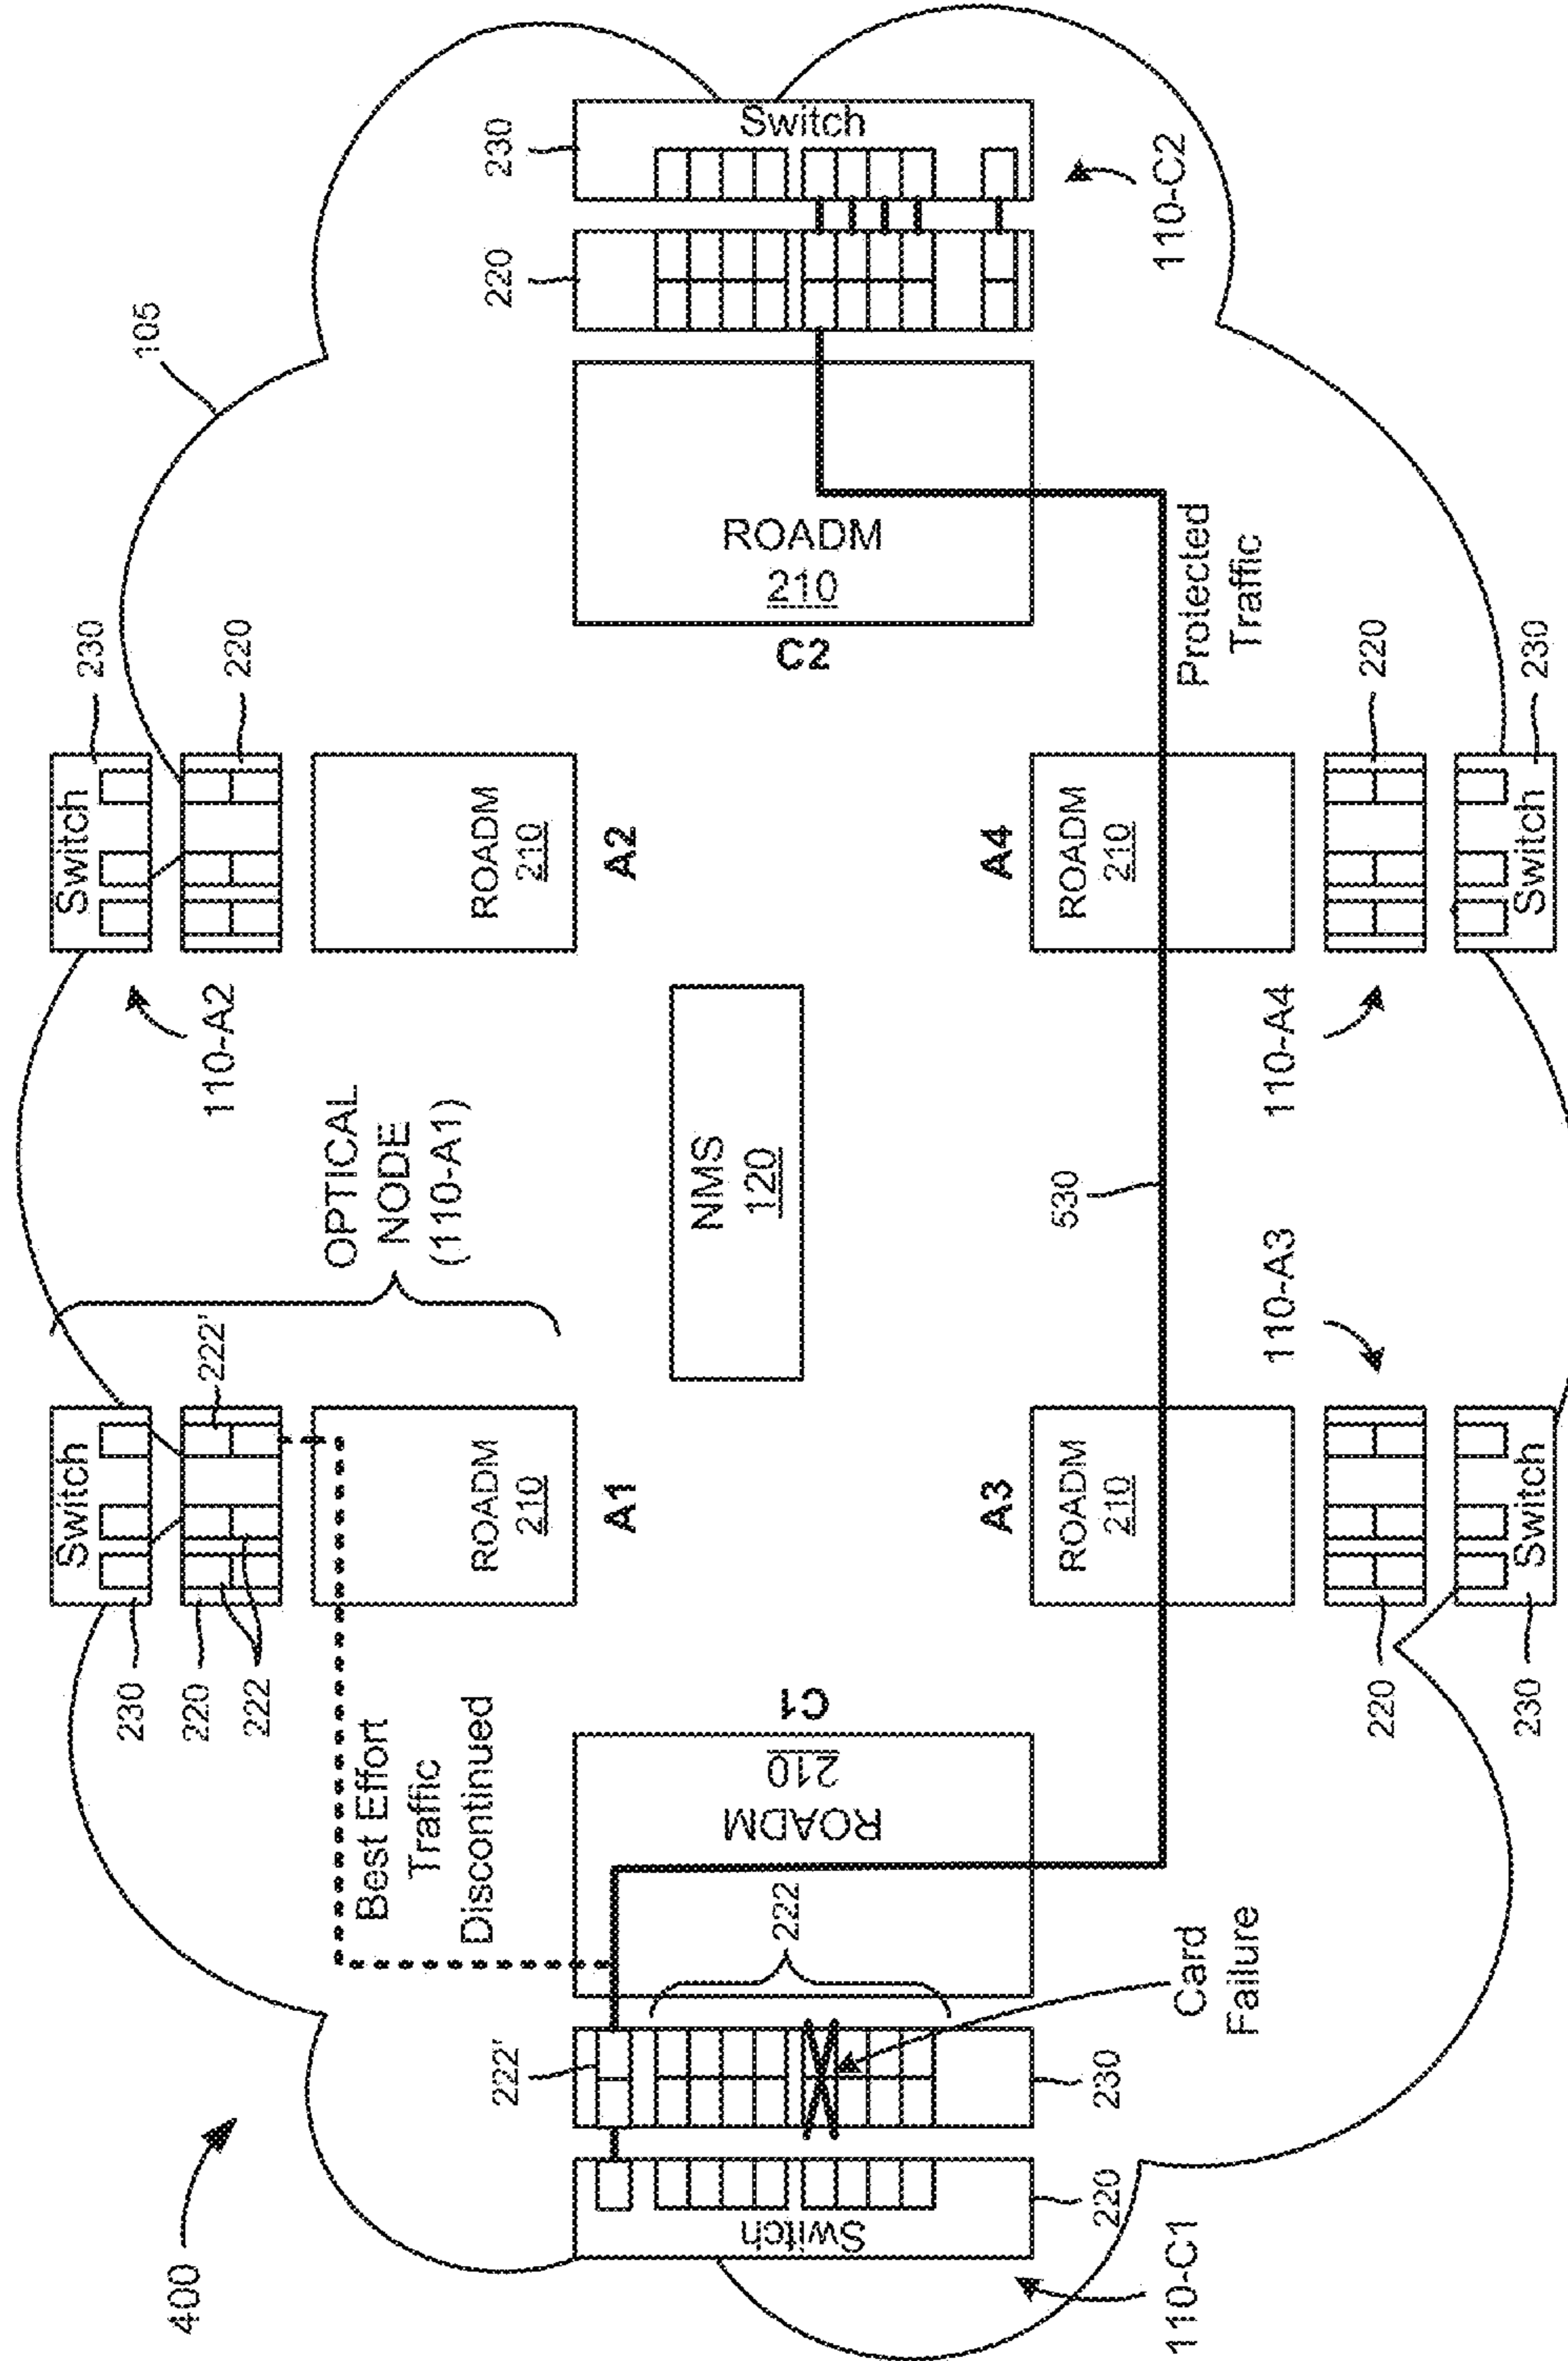 400
105
Switch
230
220
222
222'
ROADM
210
A1
OPTICAL
NODE
(110-A1)
110-A2
Switch
230
220
ROADM
210
A2
Best Effort
Traffic
Discontinued
222'
Switch
220
110-C1
230
222
Card
Failure
ROADM
210
C1
NMS
120
C2
ROADM
210
220
230
Switch
110-C2
A3
ROADM
210
220
230
Switch
110-A3
530
A4
ROADM
210
110-A4
220
230
Switch
Protected
Traffic